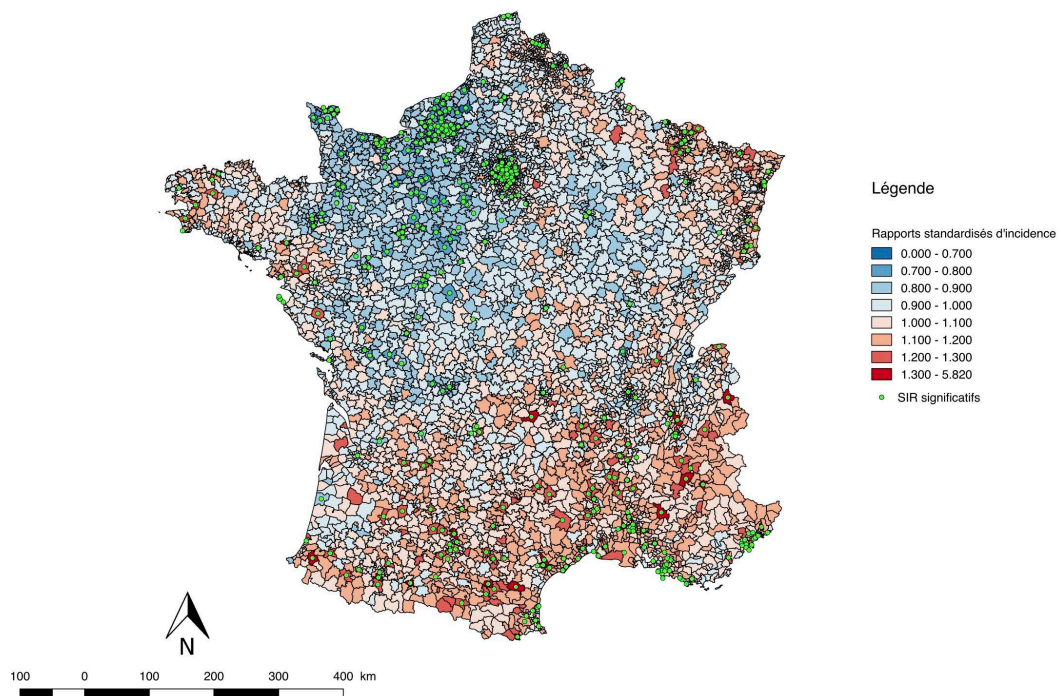 Légende
Rapports standardisés d'incidence
0.000 - 0.700
0.700 - 0.800
0.800 - 0.900
0.900 - 1.000
1.000 - 1.100
1.100 - 1.200
1.200 - 1.300
1.300 - 5.820
SIR significatifs
N
100 0 100 200 300 400 km